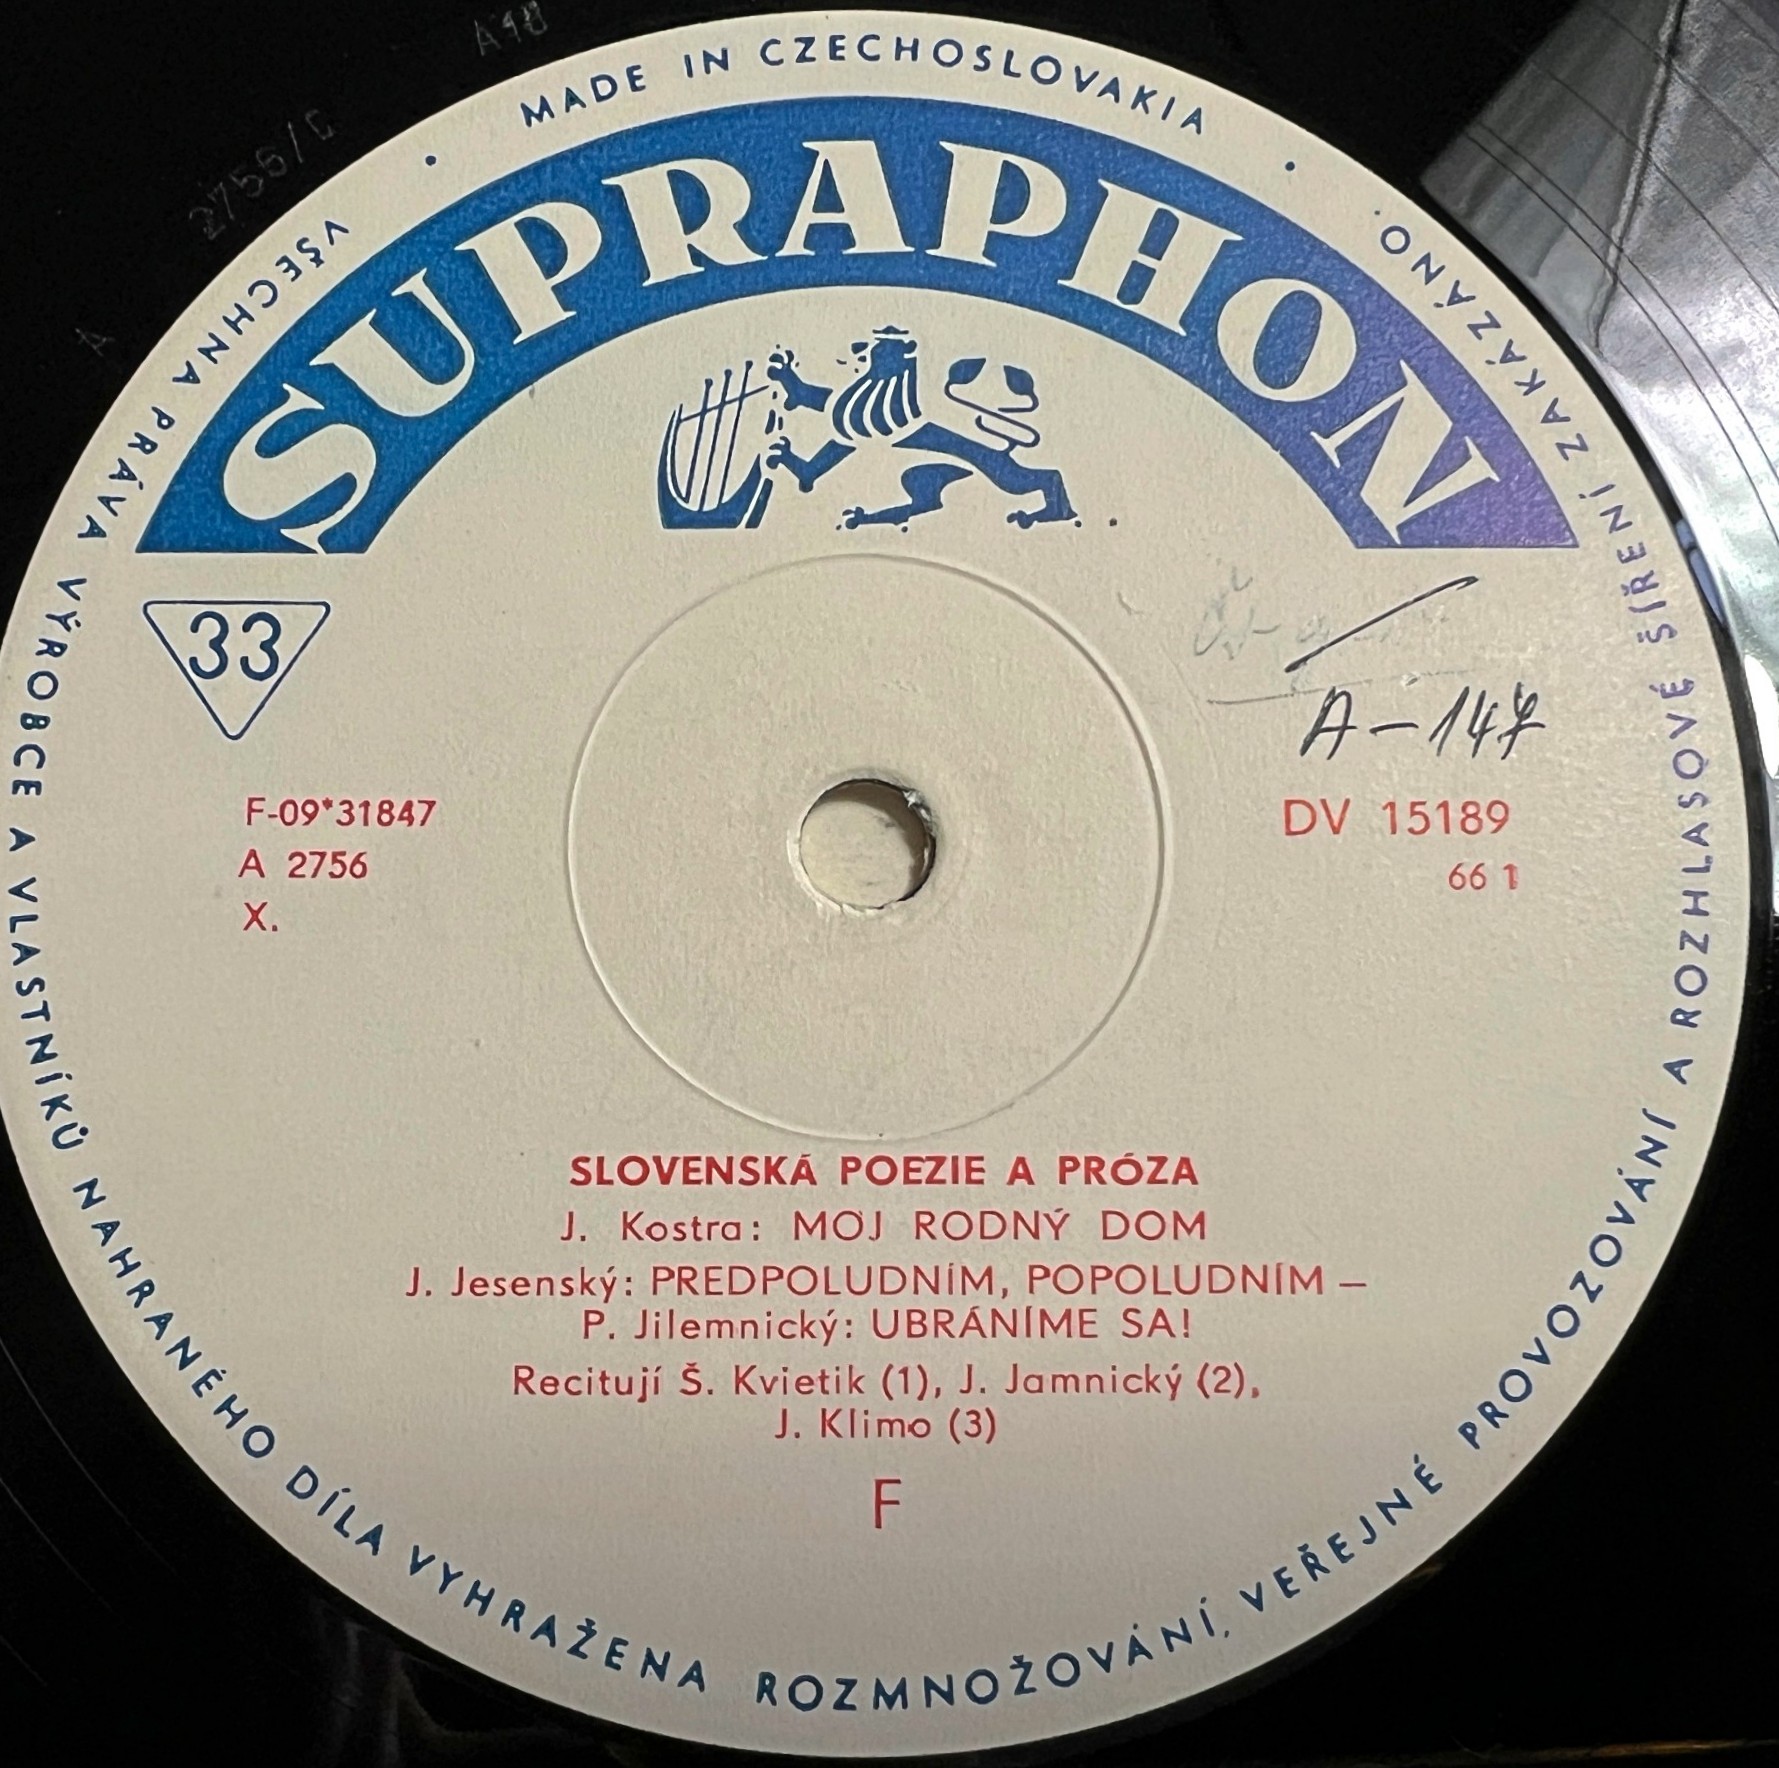 MADE IN CZECHOSLOVAKIA
SUPRAPHON
33
A-147
F-09*31847
A 2756
X.
DV 15189
66 1
SLOVENSKÁ POEZIE A PRÓZA
J. Kostra: MOJ RODNÝ DOM
J. Jesenský: PREDPOLUDNÍM, POPOLUDNÍM –
P. Jilemnický: UBRÁNÍME SA!
Recitují Š. Kvietik (1), J. Jamnický (2),
J. Klimo (3)
F
VŠECHNA PRÁVA VÝROBCE A VLASTNÍKŮ NAHRANÉHO DÍLA VYHRAŽENA ROZMNOŽOVÁNÍ, VEŘEJNÉ PROVOZOVÁNÍ A ROZHLASOVÉ ŠÍŘENÍ ZAKÁZÁNO.